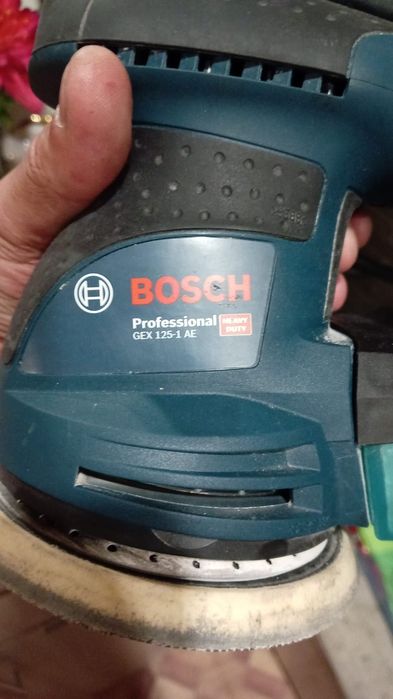 BOSCH
Professional
HEAVY
DUTY
GEX 125-1 AE